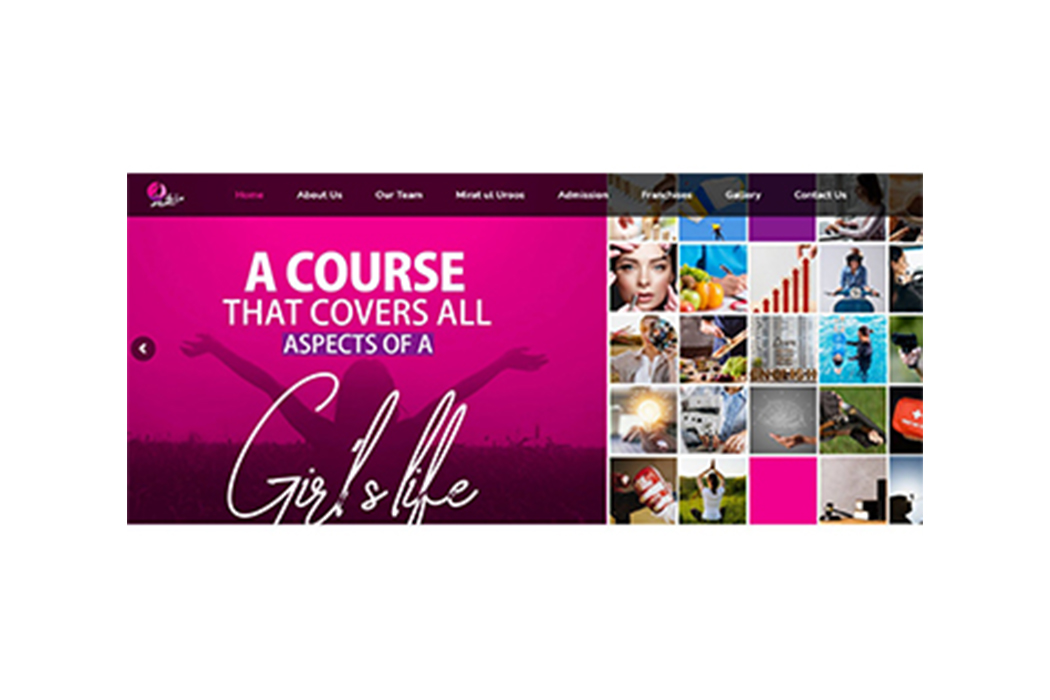 Home About Us Our Team Mirat ul Uroos Admission Franchises Gallery Contact Us
A COURSE
THAT COVERS ALL
ASPECTS OF A
Girl's life